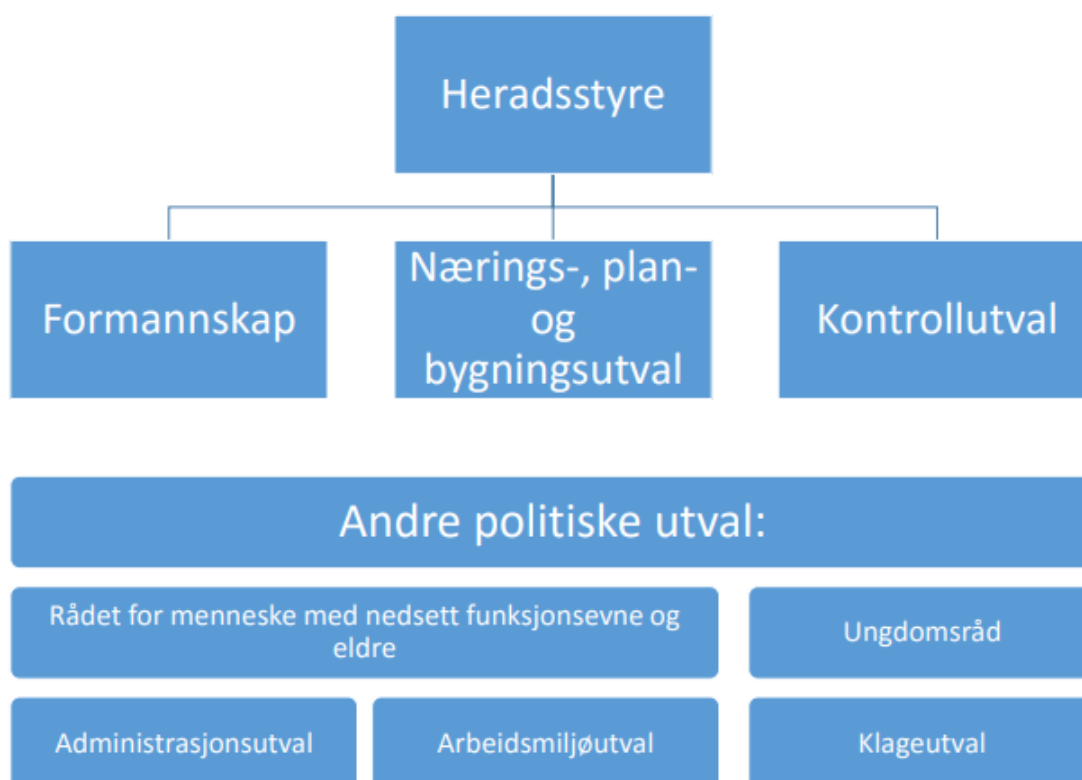 Heradsstyre
Formannskap
Nærings-, plan-
og
bygningsutval
Kontrollutval
Andre politiske utval:
Rådet for menneske med nedsett funksjonsevne og
eldre
Ungdomsråd
Administrasjonsutval
Arbeidsmiljøutval
Klageutval